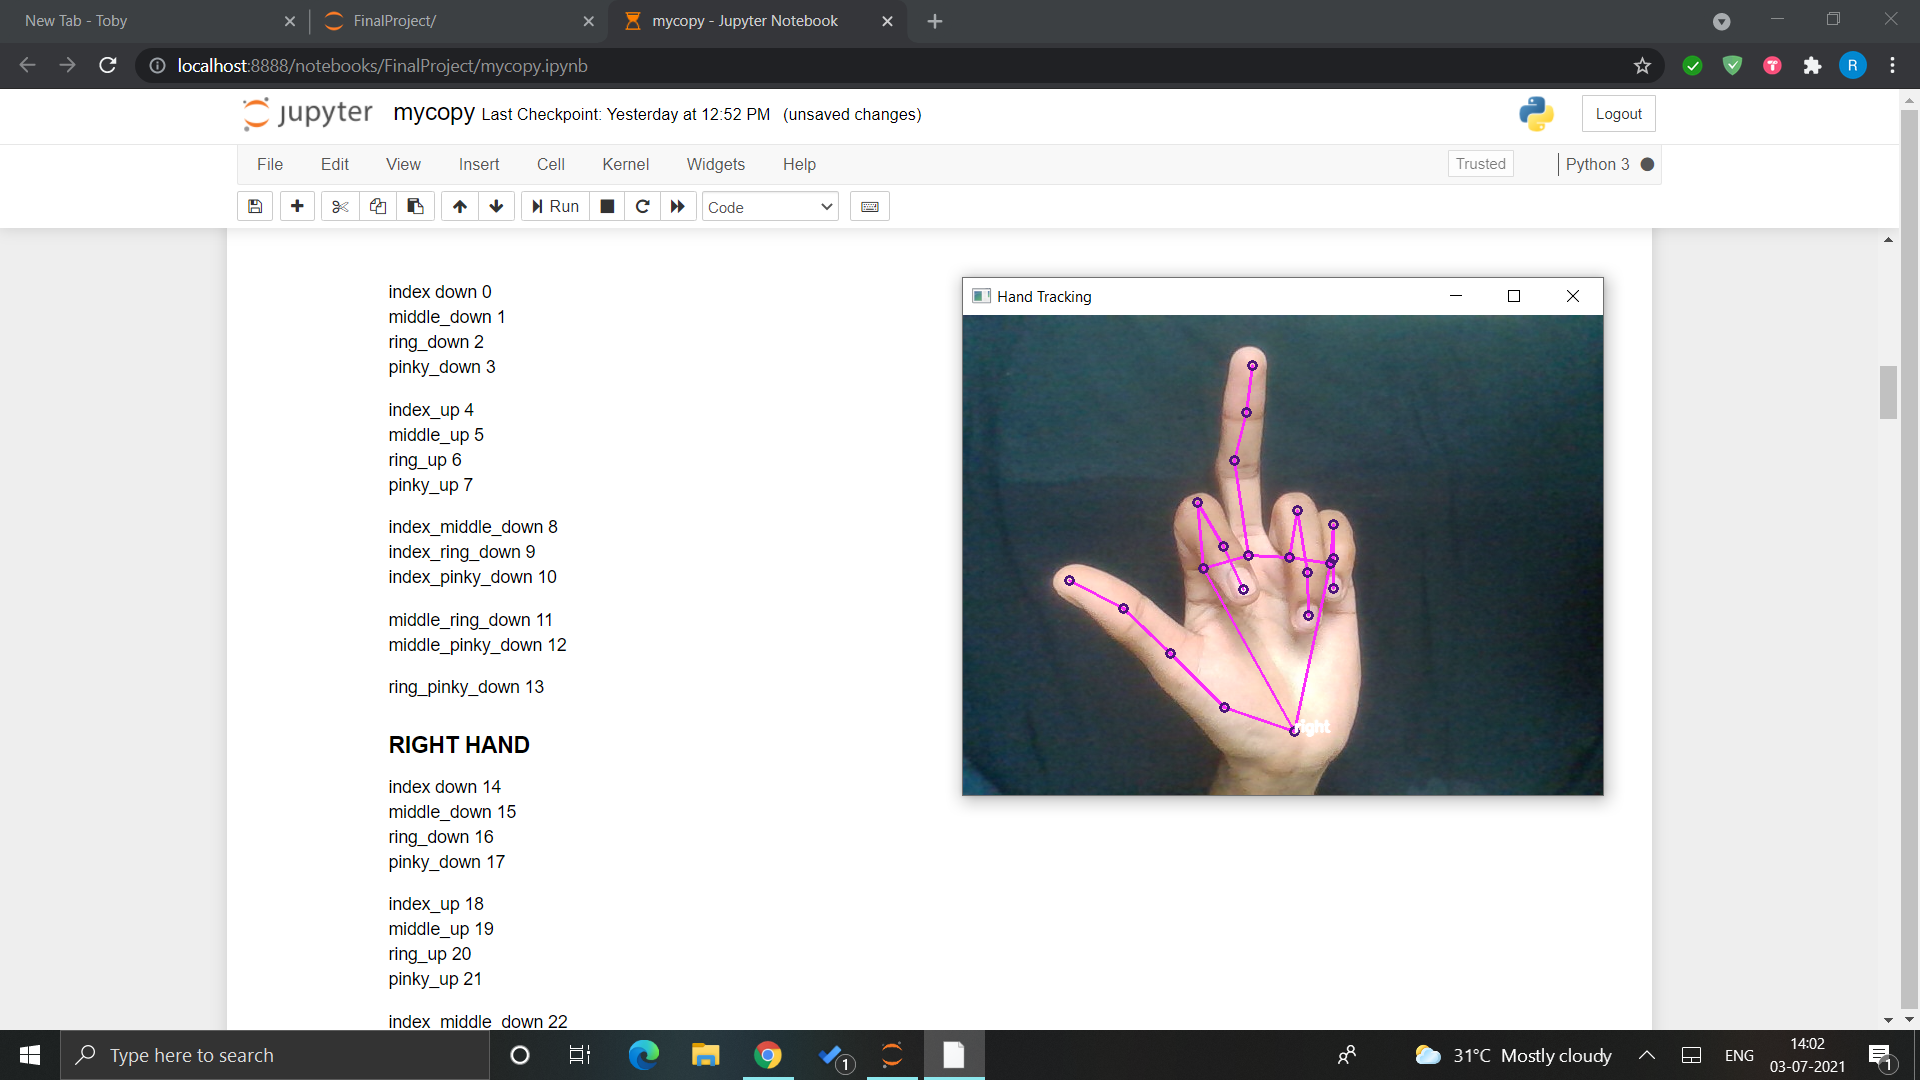 New Tab - Toby
FinalProject/
mycopy - Jupyter Notebook
localhost:8888/notebooks/FinalProject/mycopy.ipynb
R
jupyter mycopy Last Checkpoint: Yesterday at 12:52 PM (unsaved changes)
Logout
File Edit View Insert Cell Kernel Widgets Help
Trusted
Python 3
Run
Code
index down 0
middle_down 1
ring_down 2
pinky_down 3
index_up 4
middle_up 5
ring_up 6
pinky_up 7
index_middle_down 8
index_ring_down 9
index_pinky_down 10
middle_ring_down 11
middle_pinky_down 12
ring_pinky_down 13
RIGHT HAND
index down 14
middle_down 15
ring_down 16
pinky_down 17
index_up 18
middle_up 19
ring_up 20
pinky_up 21
index_middle_down 22
Hand Tracking
right
Type here to search
1
31°C Mostly cloudy
ENG
14:02
03-07-2021
1